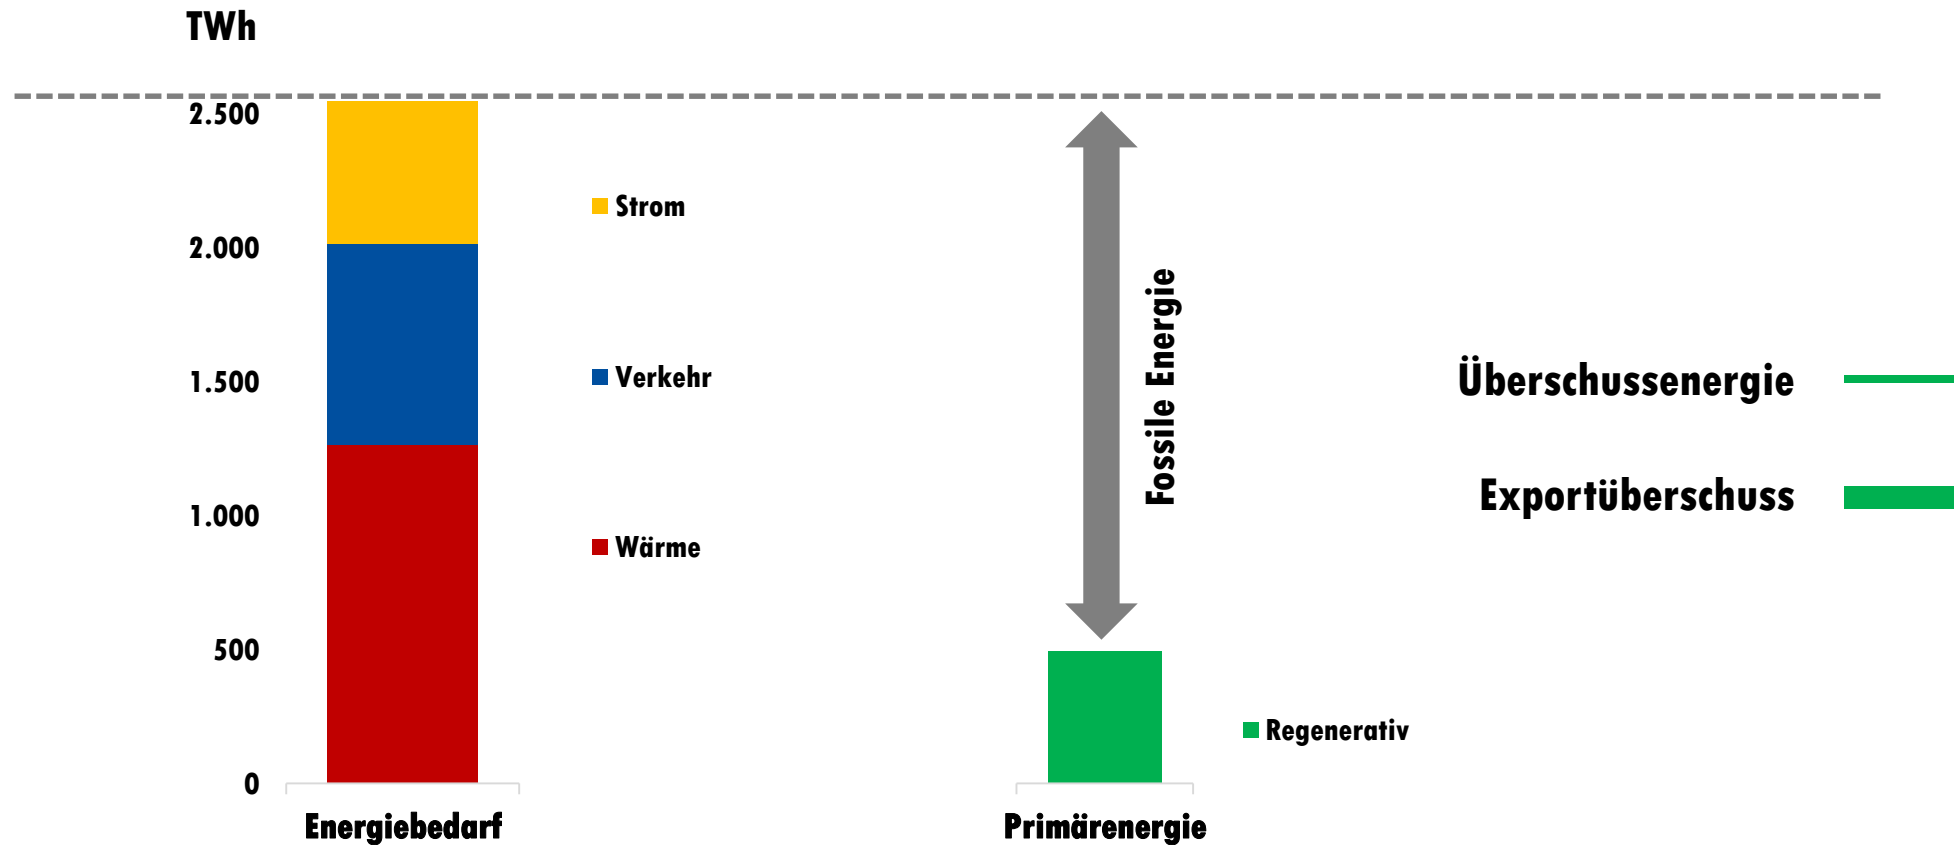 TWh
2.500
2.000
1.500
1.000
500
0
Energiebedarf
Strom
Verkehr
Wärme
Fossile Energie
Primärenergie
Regenerativ
Überschussenergie
Exportüberschuss